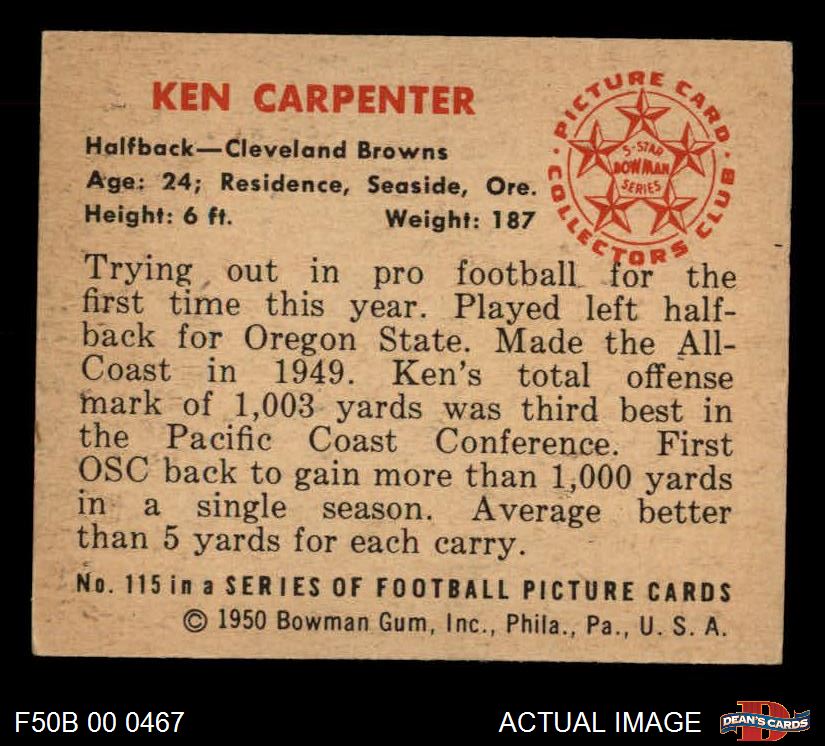 KEN CARPENTER
Halfback—Cleveland Browns
Age: 24; Residence, Seaside, Ore.
Height: 6 ft. Weight: 187
PICTURE CARD
5-STAR
BOWMAN
SERIES
COLLECTORS CLUB
Trying out in pro football for the
first time this year. Played left half-
back for Oregon State. Made the All-
Coast in 1949. Ken's total offense
mark of 1,003 yards was third best in
the Pacific Coast Conference. First
OSC back to gain more than 1,000 yards
in a single season. Average better
than 5 yards for each carry.
No. 115 in a SERIES OF FOOTBALL PICTURE CARDS
© 1950 Bowman Gum, Inc., Phila., Pa., U. S. A.
F50B 00 0467
ACTUAL IMAGE
D
DEAN'S CARDS